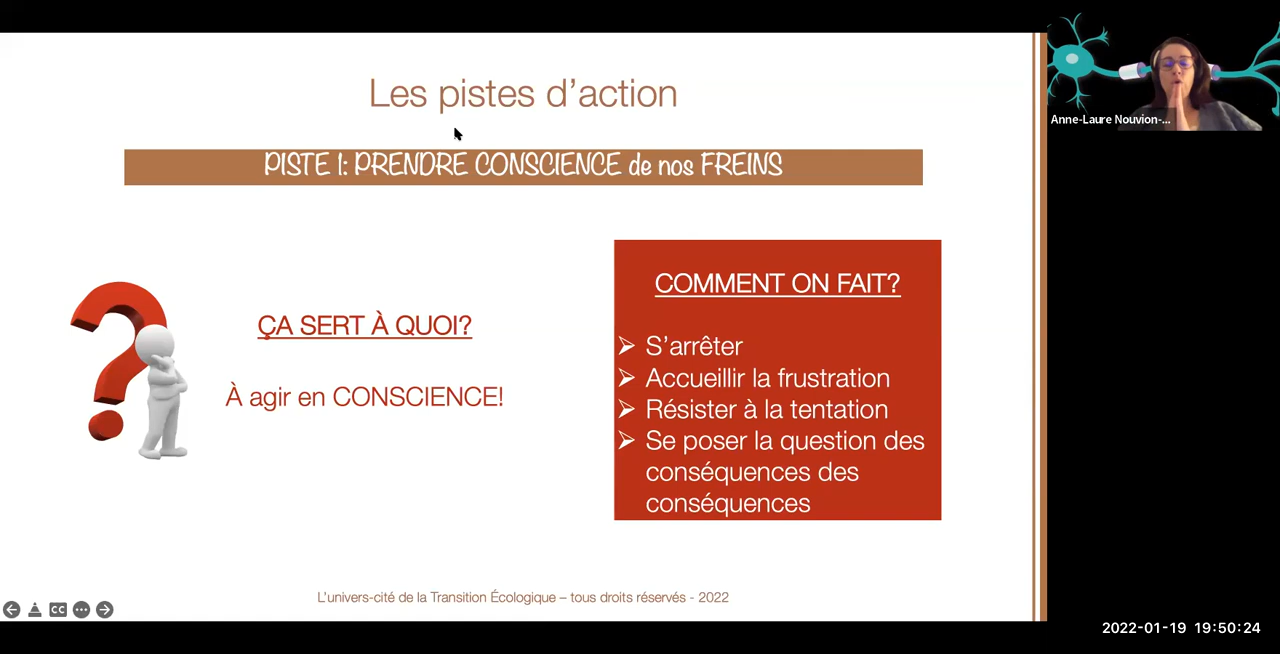 Les pistes d’action
PISTE 1: PRENDRE CONSCIENCE de nos FREINS
ÇA SERT À QUOI?
À agir en CONSCIENCE!
COMMENT ON FAIT?
➢ S’arrêter
➢ Accueillir la frustration
➢ Résister à la tentation
➢ Se poser la question des
conséquences des
conséquences
L’univers-cité de la Transition Écologique – tous droits réservés - 2022
CC
Anne-Laure Nouvion-...
2022-01-19 19:50:24